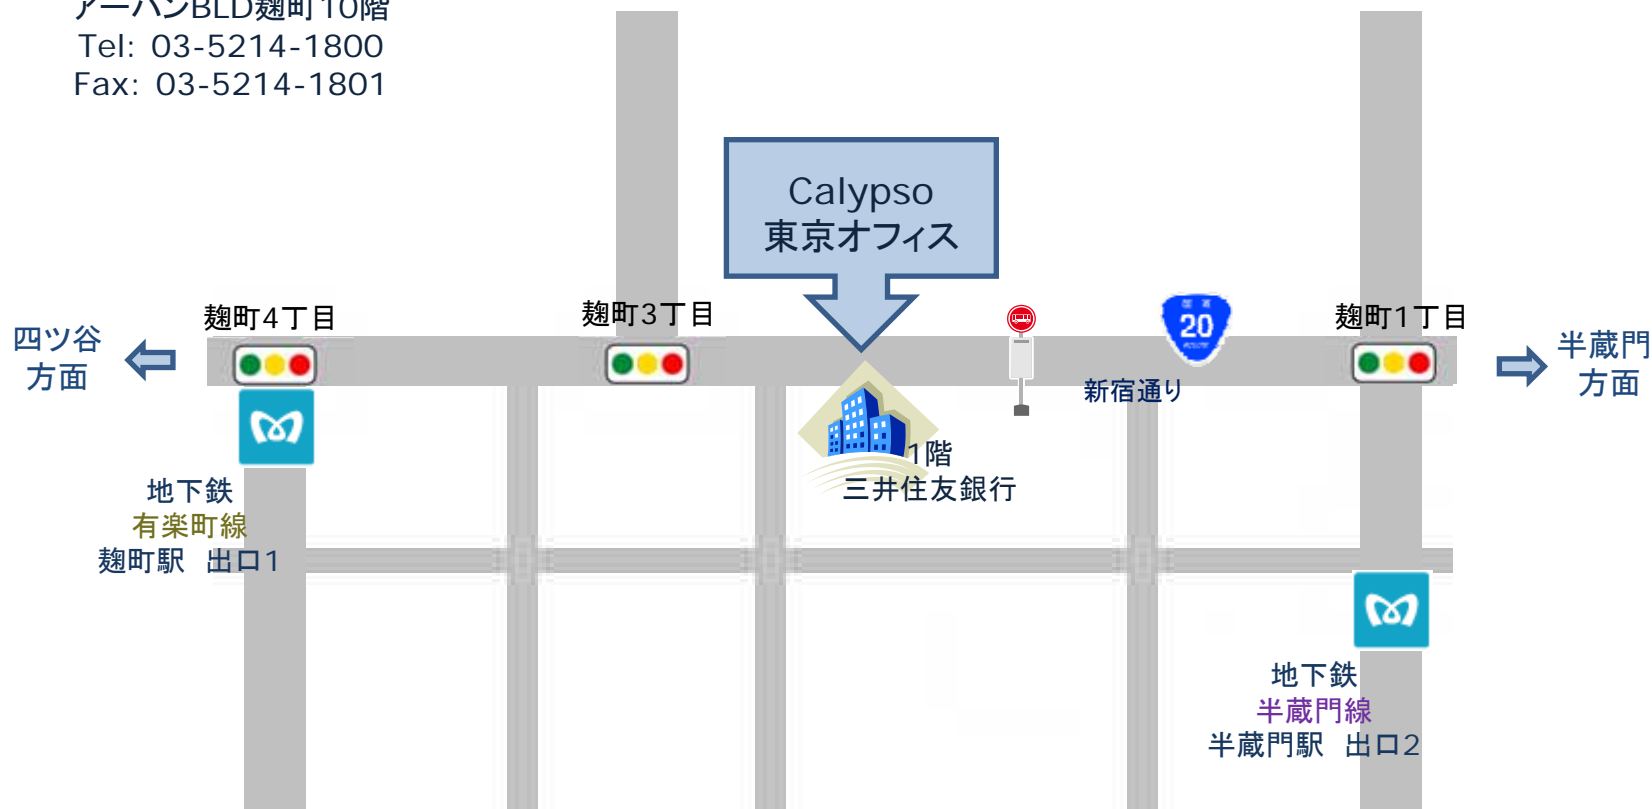 アーバンBLD麹町10階
Tel: 03-5214-1800
Fax: 03-5214-1801
Calypso
東京オフィス
麹町4丁目
麹町3丁目
20
麹町1丁目
四ツ谷
方面
半蔵門
方面
新宿通り
1階
三井住友銀行
地下鉄
有楽町線
麹町駅 出口1
地下鉄
半蔵門線
半蔵門駅 出口2